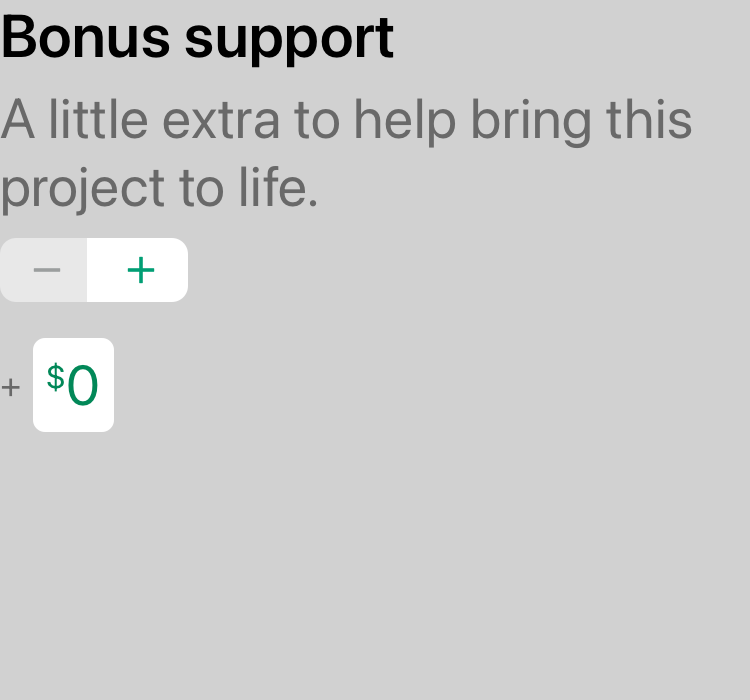 Bonus support
A little extra to help bring this
project to life.
− +
+ $0